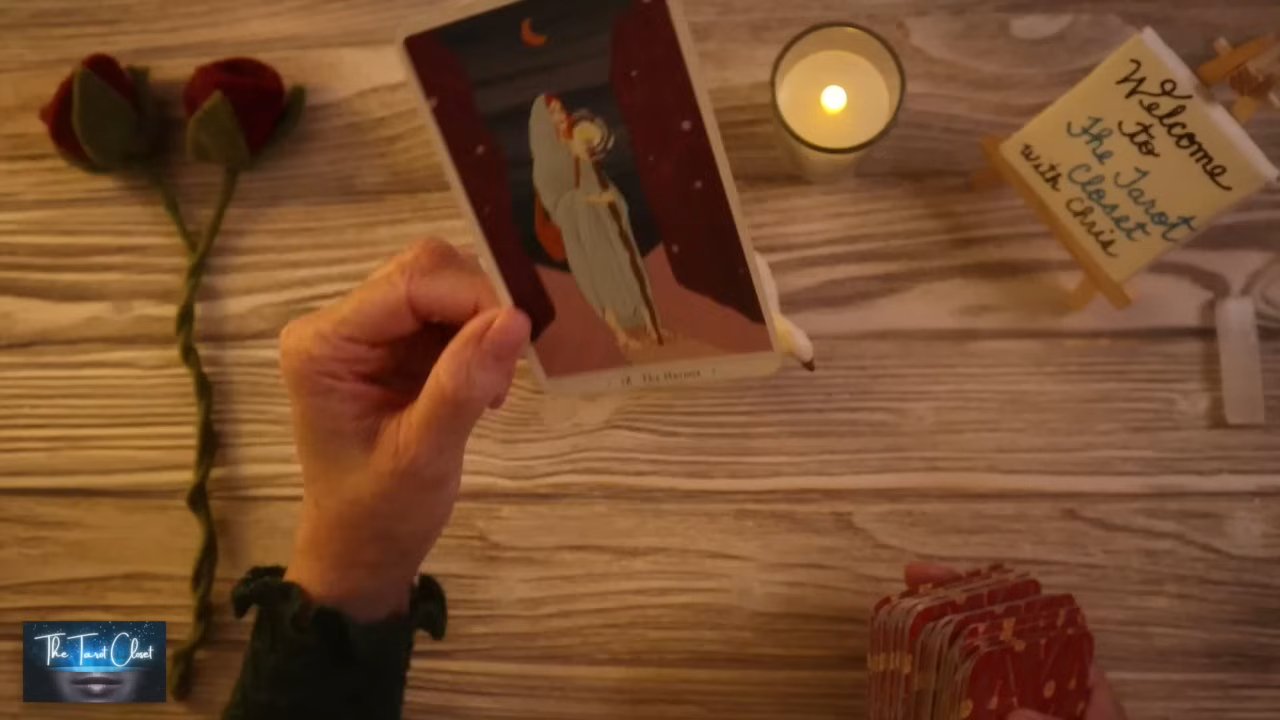 Welcome
to
The Tarot
Closet
with Chris
The Tarot Closet